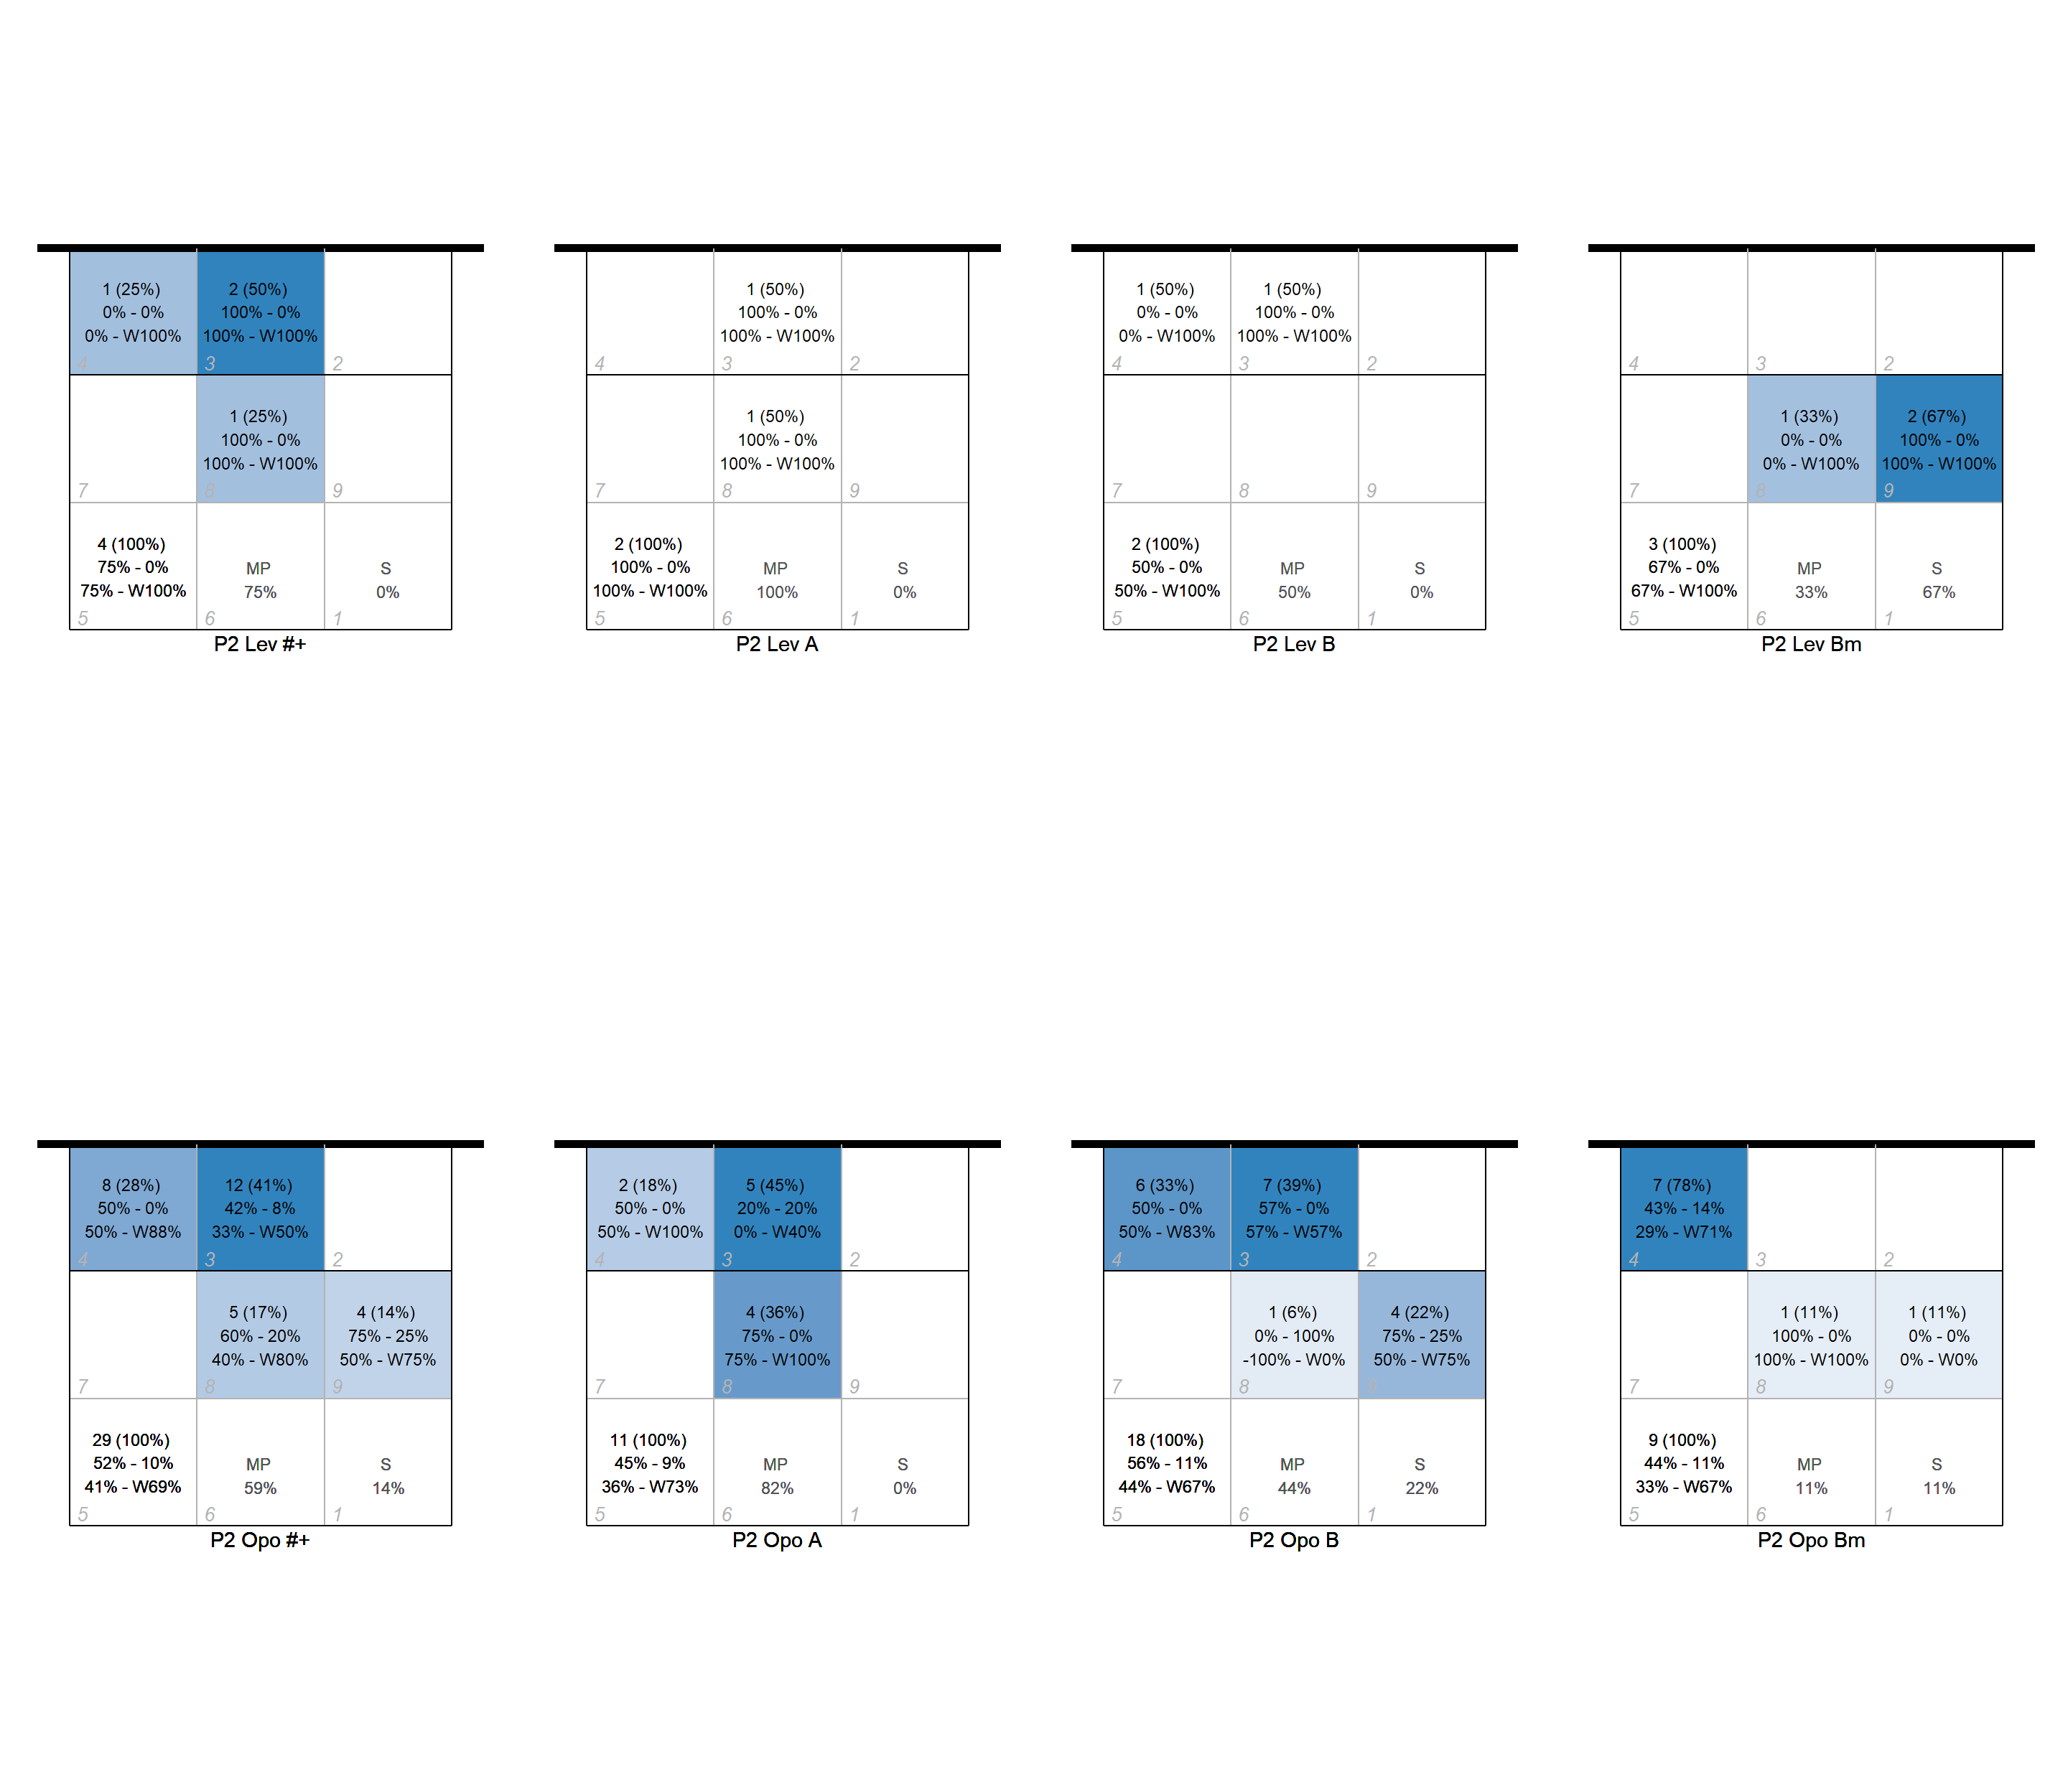 1 (25%)
0% - 0%
0% - W100%
4
2 (50%)
100% - 0%
100% - W100%
3
2
7
1 (25%)
100% - 0%
100% - W100%
8
9
4 (100%)
75% - 0%
75% - W100%
5
MP
75%
6
S
0%
1
P2 Lev #+
4
1 (50%)
100% - 0%
100% - W100%
3
2
7
1 (50%)
100% - 0%
100% - W100%
8
9
2 (100%)
100% - 0%
100% - W100%
5
MP
100%
6
S
0%
1
P2 Lev A
1 (50%)
0% - 0%
0% - W100%
4
1 (50%)
100% - 0%
100% - W100%
3
2
7
8
9
2 (100%)
50% - 0%
50% - W100%
5
MP
50%
6
S
0%
1
P2 Lev B
4
3
2
7
1 (33%)
0% - 0%
0% - W100%
8
2 (67%)
100% - 0%
100% - W100%
9
3 (100%)
67% - 0%
67% - W100%
5
MP
33%
6
S
67%
1
P2 Lev Bm
8 (28%)
50% - 0%
50% - W88%
4
12 (41%)
42% - 8%
33% - W50%
3
2
7
5 (17%)
60% - 20%
40% - W80%
8
4 (14%)
75% - 25%
50% - W75%
9
29 (100%)
52% - 10%
41% - W69%
5
MP
59%
6
S
14%
1
P2 Opo #+
2 (18%)
50% - 0%
50% - W100%
4
5 (45%)
20% - 20%
0% - W40%
3
2
7
4 (36%)
75% - 0%
75% - W100%
8
9
11 (100%)
45% - 9%
36% - W73%
5
MP
82%
6
S
0%
1
P2 Opo A
6 (33%)
50% - 0%
50% - W83%
4
7 (39%)
57% - 0%
57% - W57%
3
2
7
1 (6%)
0% - 100%
-100% - W0%
8
4 (22%)
75% - 25%
50% - W75%
9
18 (100%)
56% - 11%
44% - W67%
5
MP
44%
6
S
22%
1
P2 Opo B
7 (78%)
43% - 14%
29% - W71%
4
3
2
7
1 (11%)
100% - 0%
100% - W100%
8
1 (11%)
0% - 0%
0% - W0%
9
9 (100%)
44% - 11%
33% - W67%
5
MP
11%
6
S
11%
1
P2 Opo Bm